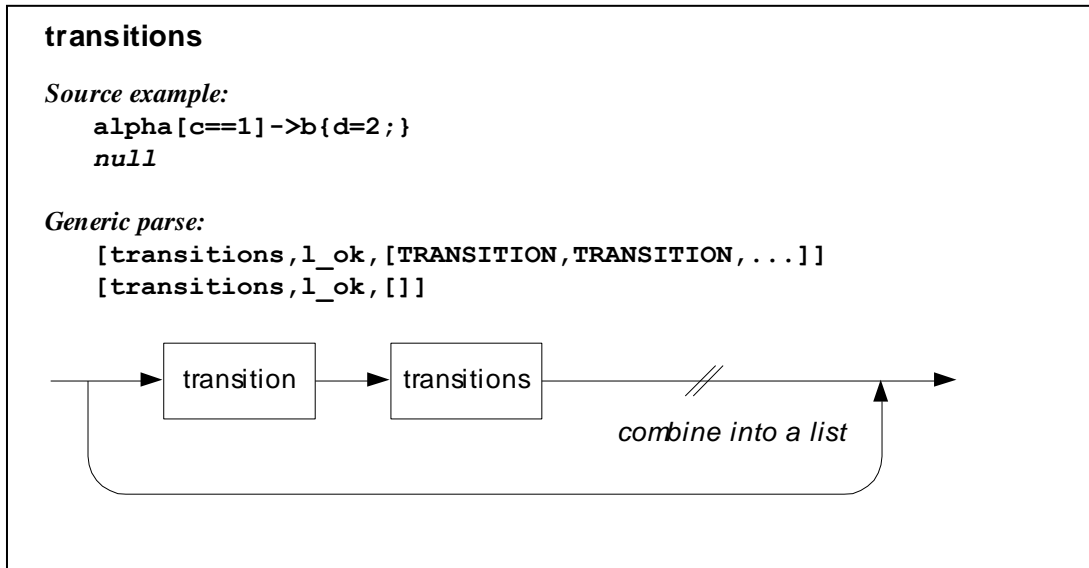 transitions
Source example:
alpha[c==1]->b{d=2;}
null
Generic parse:
[transitions,l_ok,[TRANSITION,TRANSITION,...]]
[transitions,l_ok,[]]
transition
transitions
combine into a list